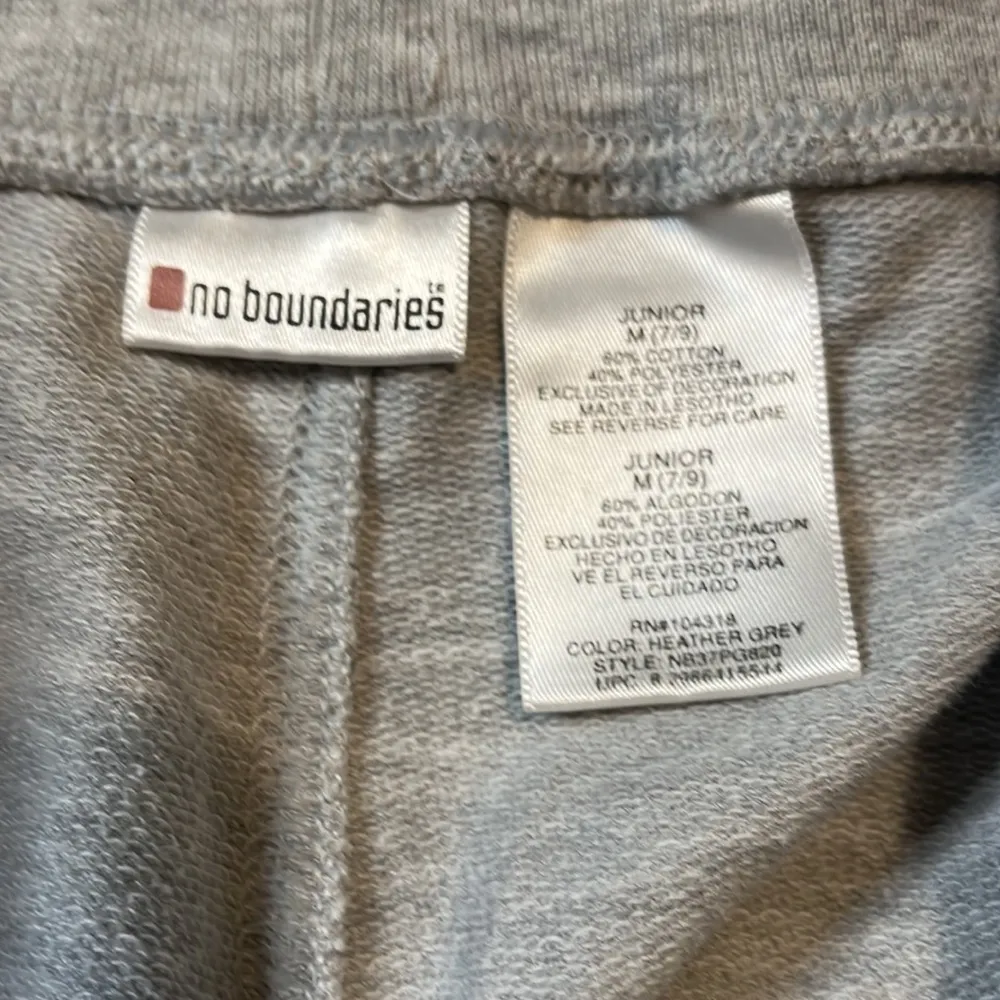 no boundaries™
JUNIOR
M (7/9)
60% COTTON
40% POLYESTER
EXCLUSIVE OF DECORATION
MADE IN LESOTHO
SEE REVERSE FOR CARE
JUNIOR
M (7/9)
60% ALGODON
40% POLIESTER
EXCLUSIVO DE DECORACION
HECHO EN LESOTHO
VE EL REVERSO PARA
EL CUIDADO
RN#104318
COLOR: HEATHER GREY
STYLE: NB37PG820
UPC: